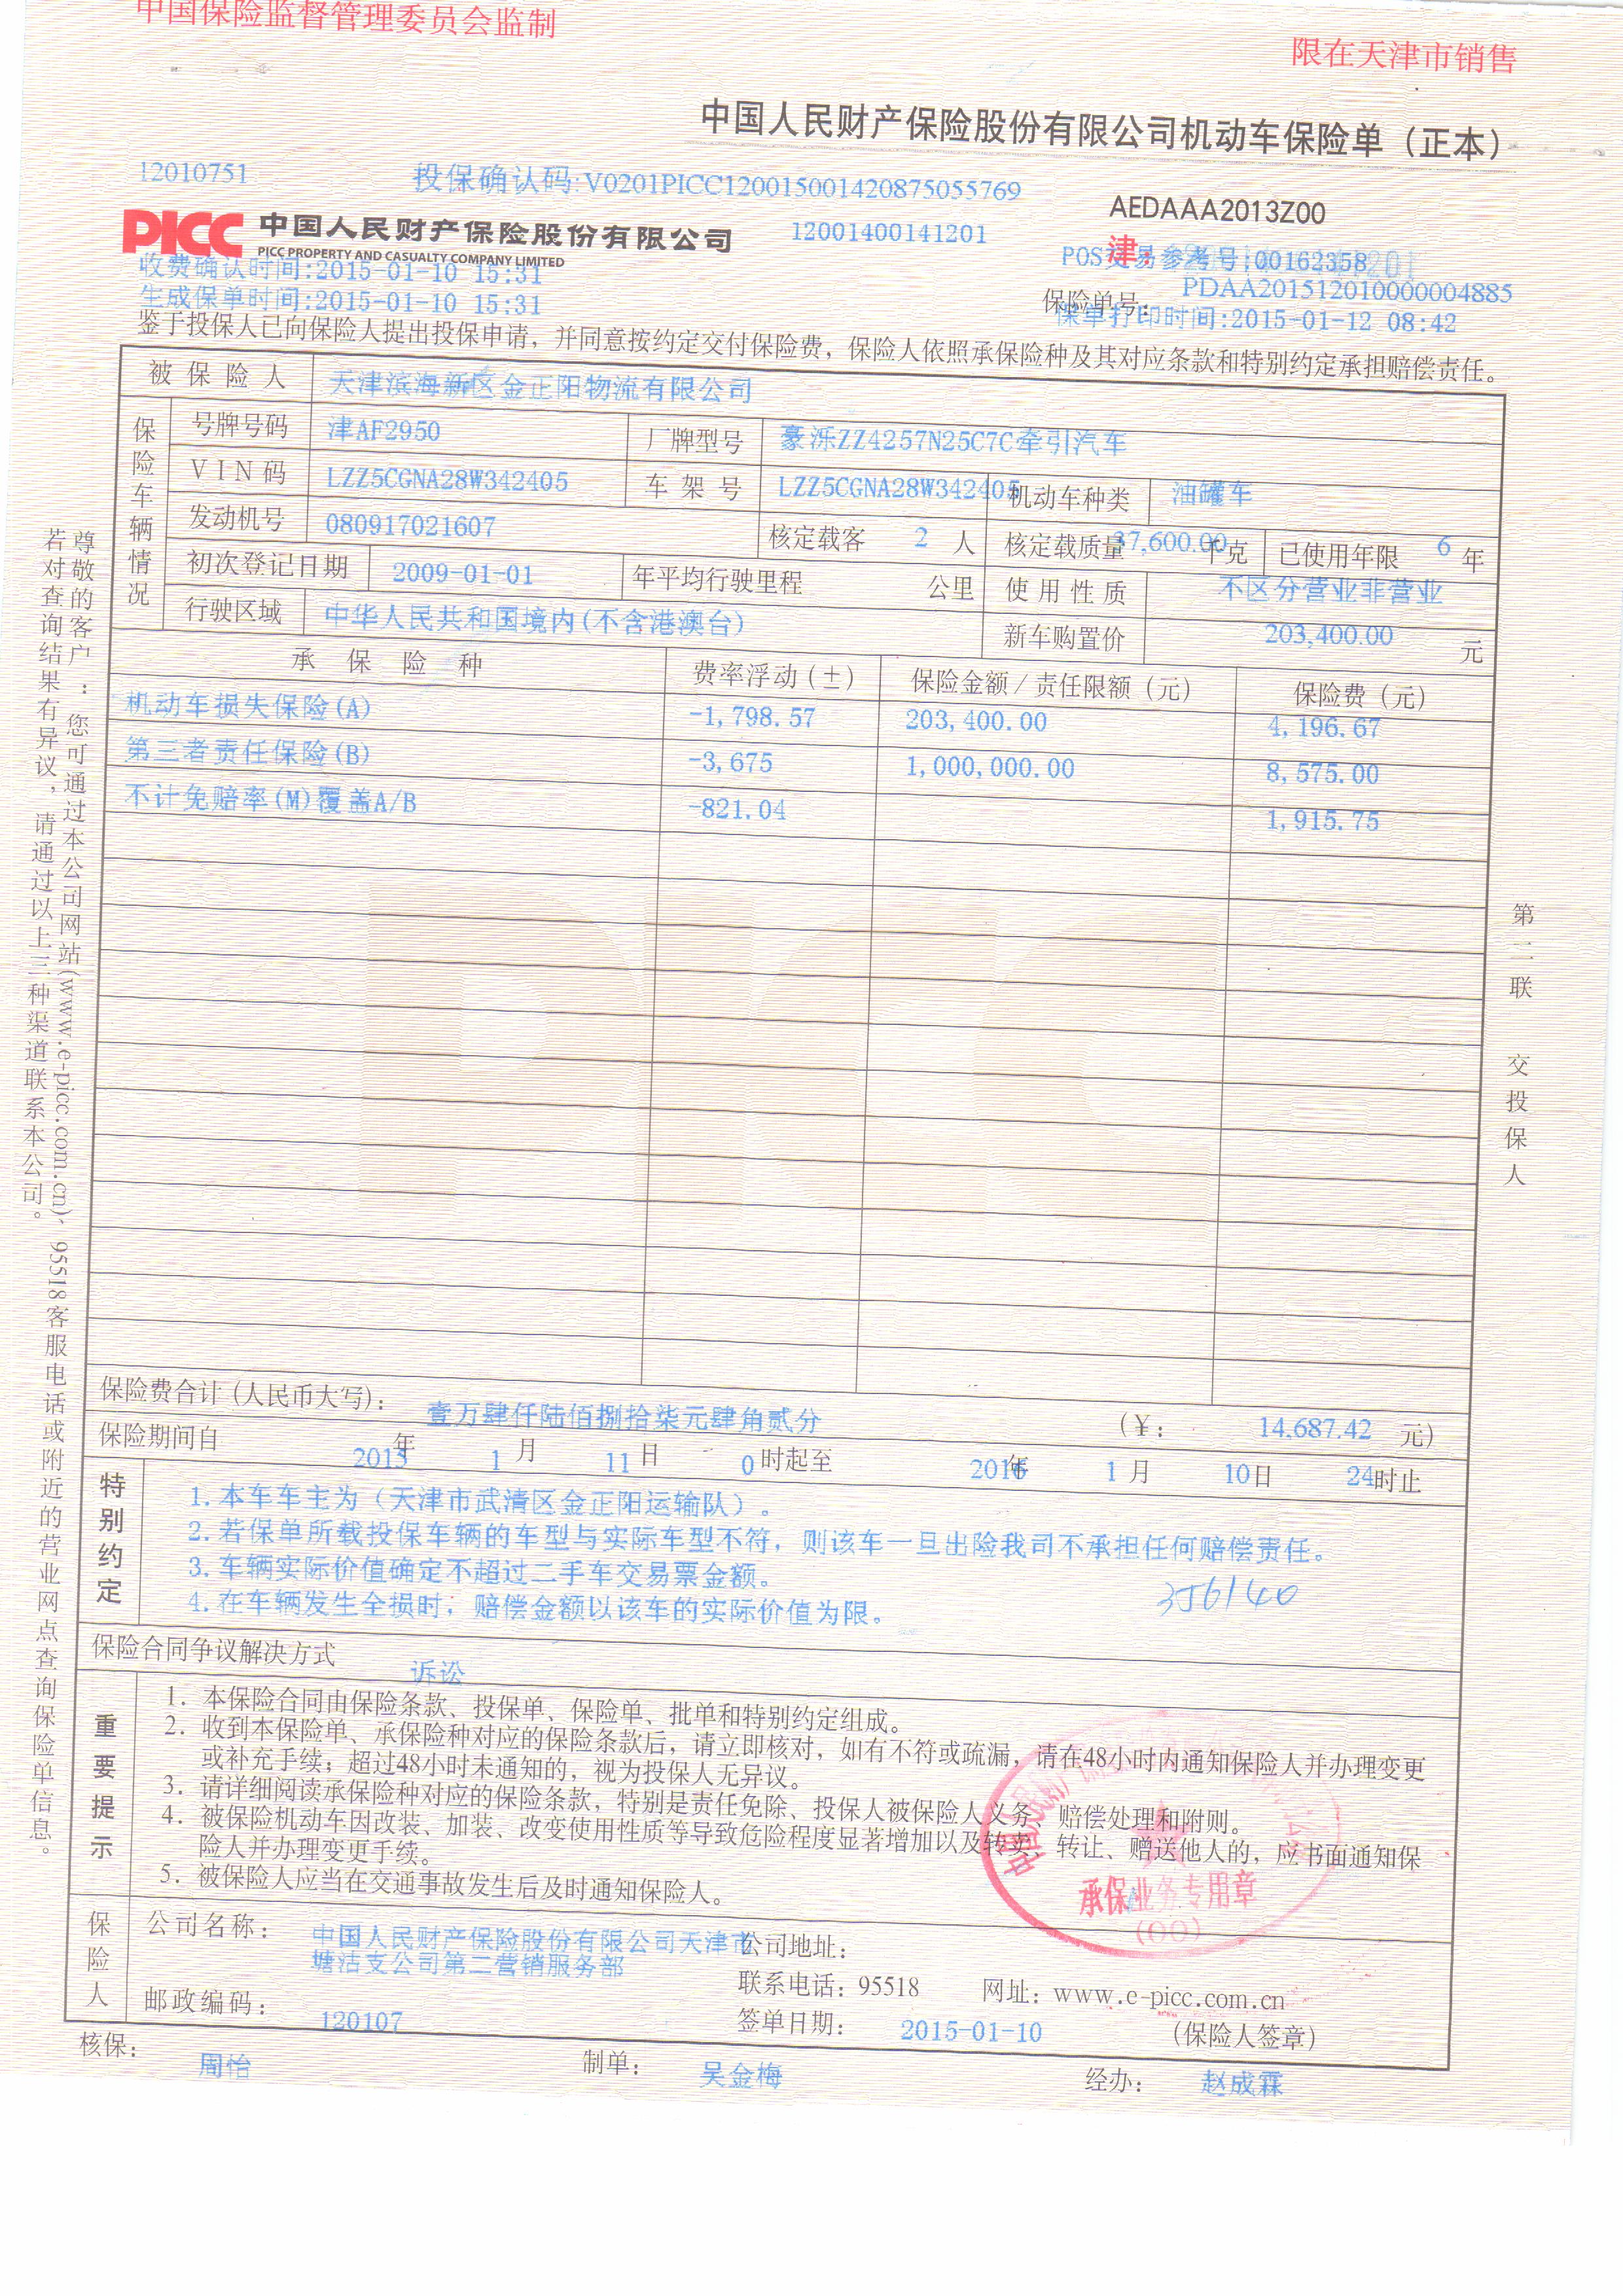 中国保险监督管理委员会监制
限在天津市销售
中国人民财产保险股份有限公司机动车保险单（正本）
12010751
投保确认码:V0201PICC120015001420875055769
AEDAAA2013Z00
PICC 中国人民财产保险股份有限公司
PICC PROPERTY AND CASUALTY COMPANY LIMITED
12001400141201
津：
POS交易参考号:00162358
收费确认时间:2015-01-10 15:31
生成保单时间:2015-01-10 15:31
保险单号： PDAA201512010000004885
保单打印时间:2015-01-12 08:42
鉴于投保人已向保险人提出投保申请，并同意按约定交付保险费，保险人依照承保险种及其对应条款和特别约定承担赔偿责任。
被保险人 天津滨海新区金正阳物流有限公司
保险车辆情况
号牌号码 津AF2950 厂牌型号 豪泺ZZ4257N25C7C牵引汽车
VIN码 LZZ5CGNA28W342405 车架号 LZZ5CGNA28W342405 机动车种类 油罐车
发动机号 080917021607 核定载客 2 人 核定载质量 37,600.00 千克 已使用年限 6 年
初次登记日期 2009-01-01 年平均行驶里程 公里 使用性质 不区分营业非营业
行驶区域 中华人民共和国境内(不含港澳台) 新车购置价 203,400.00 元
承保险种 费率浮动（±） 保险金额／责任限额（元） 保险费（元）
机动车损失保险(A) -1,798.57 203,400.00 4,196.67
第三者责任保险(B) -3,675 1,000,000.00 8,575.00
不计免赔率(M)覆盖A/B -821.04 1,915.75
保险费合计（人民币大写）： 壹万肆仟陆佰捌拾柒元肆角贰分 （￥： 14,687.42 元）
保险期间自 2015 年 1 月 11 日 0 时起至 2016 年 1 月 10 日 24 时止
特别约定
1.本车车主为（天津市武清区金正阳运输队）。
2.若保单所载投保车辆的车型与实际车型不符，则该车一旦出险我司不承担任何赔偿责任。
3.车辆实际价值确定不超过二手车交易票金额。
4.在车辆发生全损时，赔偿金额以该车的实际价值为限。
356140
保险合同争议解决方式 诉讼
重要提示
1．本保险合同由保险条款、投保单、保险单、批单和特别约定组成。
2．收到本保险单、承保险种对应的保险条款后，请立即核对，如有不符或疏漏，请在48小时内通知保险人并办理变更
或补充手续；超过48小时未通知的，视为投保人无异议。
3．请详细阅读承保险种对应的保险条款，特别是责任免除、投保人被保险人义务、赔偿处理和附则。
4．被保险机动车因改装、加装、改变使用性质等导致危险程度显著增加以及转卖、转让、赠送他人的，应书面通知保
险人并办理变更手续。
5．被保险人应当在交通事故发生后及时通知保险人。
承保业务专用章
保险人
公司名称： 中国人民财产保险股份有限公司天津市
塘沽支公司第二营销服务部
公司地址：
联系电话：95518 网址：www.e-picc.com.cn
邮政编码： 120107 签单日期： 2015-01-10 （保险人签章）
核保： 周怡 制单： 吴金梅 经办： 赵成霖
尊敬的客户：您可通过本公司网站(www.e-picc.com.cn)、95518客服电话或附近的营业网点查询保险单信息。
若对查询结果有异议，请通过以上三种渠道联系本公司。
第二联 交投保人